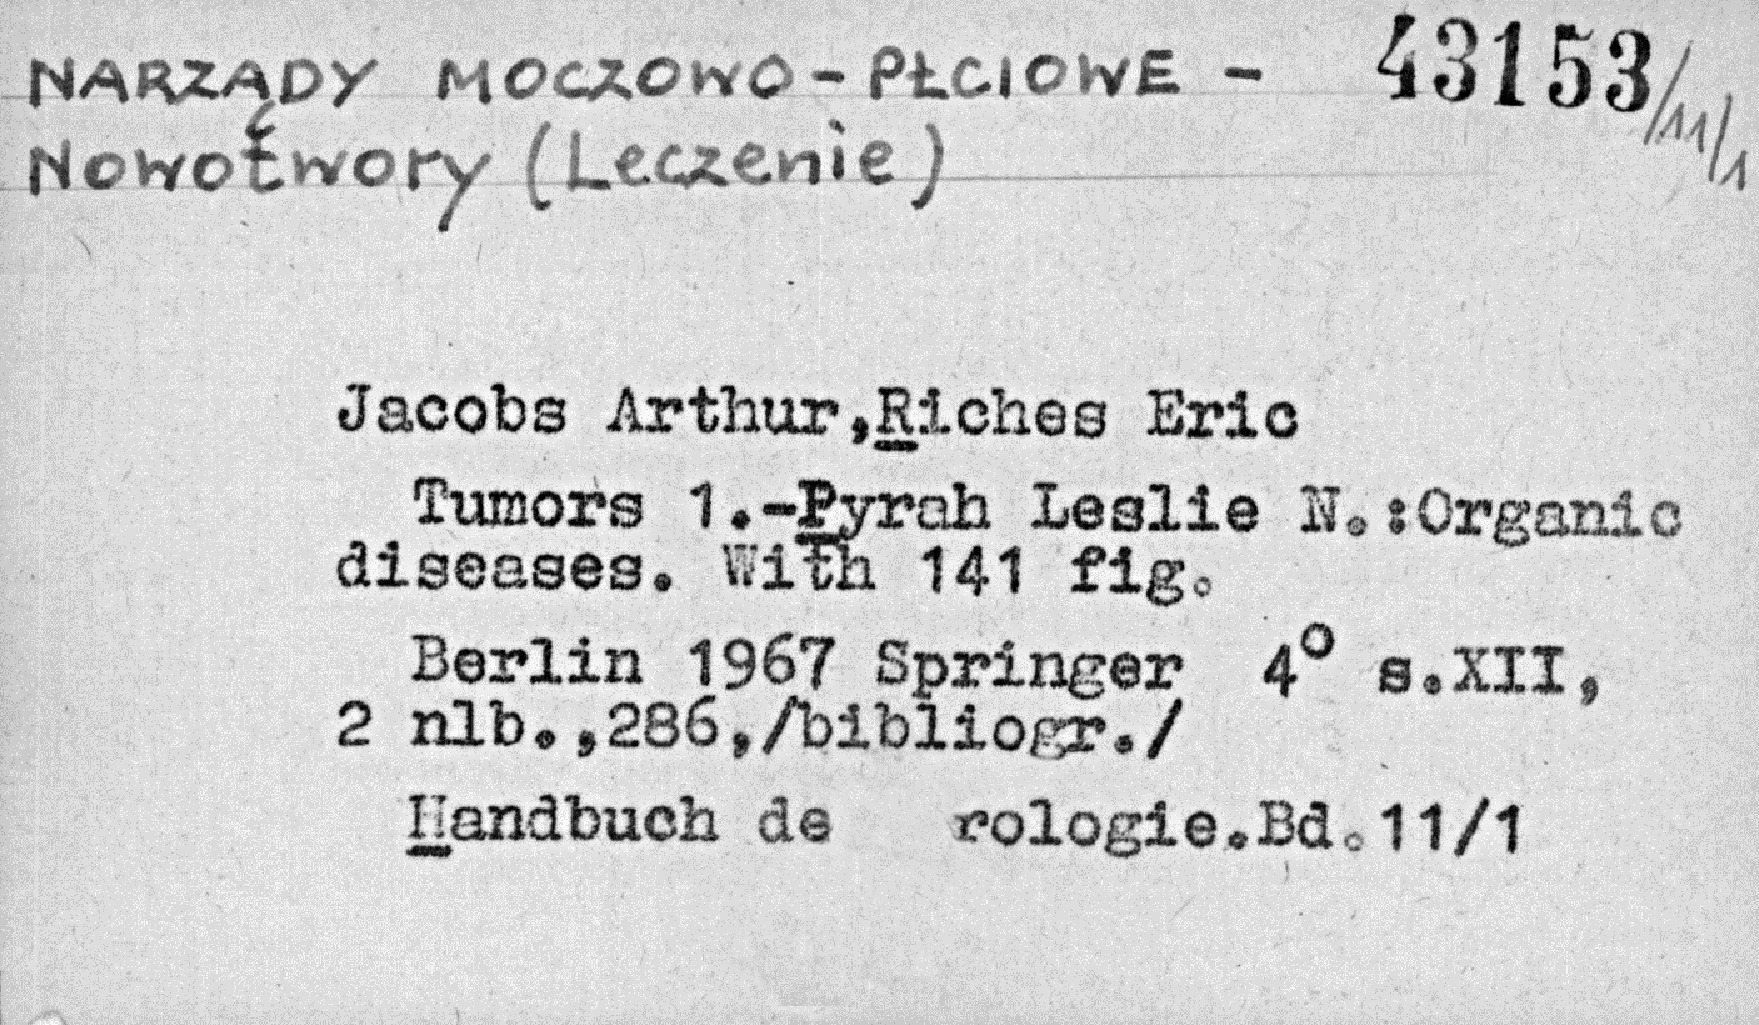 NARZĄDY MOCZOWO-PŁCIOWE - 43153/11/1
Nowotwory (Leczenie)
Jacobs Arthur,Riches Eric
Tumors 1.-Pyrah Leslie N.:Organic
diseases. With 141 fig.
Berlin 1967 Springer 4° s.XII,
2 nlb.,286,/bibliogr./
Handbuch de rologie.Bd.11/1